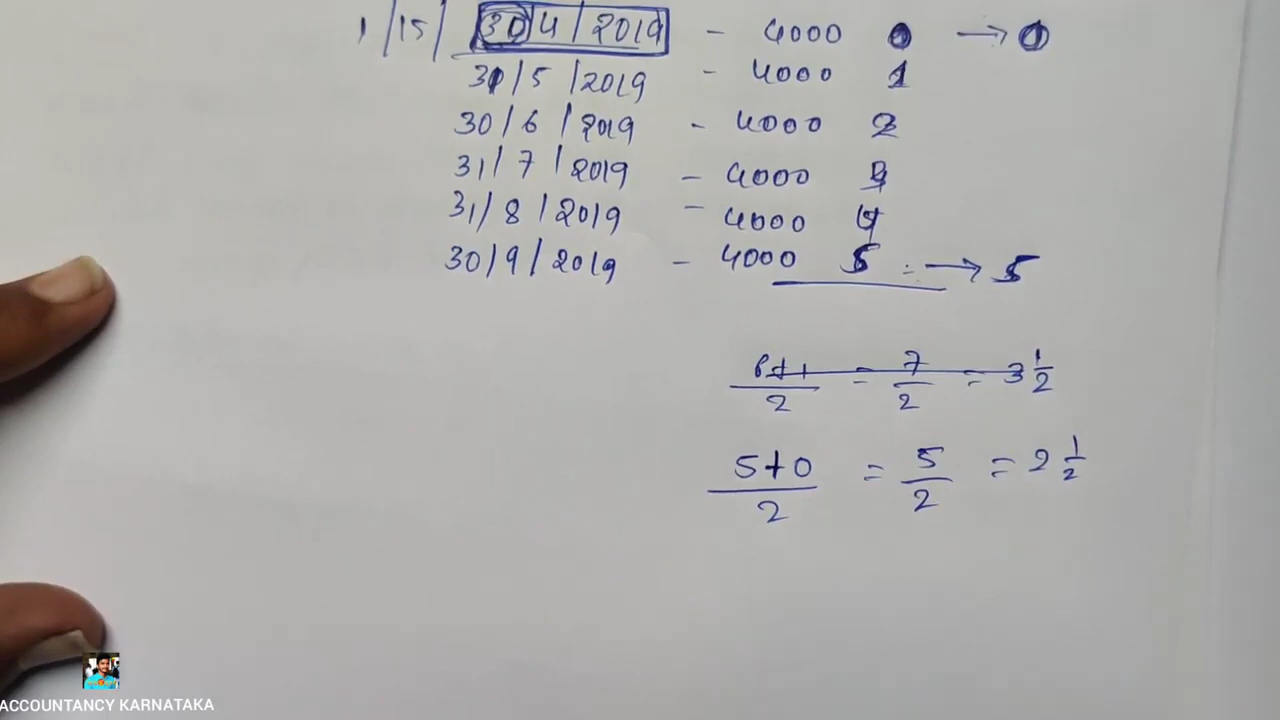 1/15/ 30/4/2019 - 4000 0 → 0
31/5/2019 - 4000 1
30/6/2019 - 4000 2
31/7/2019 - 4000 3
31/8/2019 - 4000 4
30/9/2019 - 4000 5 → 5
6+1/2 = 7/2 = 3 1/2
5+0/2 = 5/2 = 2 1/2
ACCOUNTANCY KARNATAKA